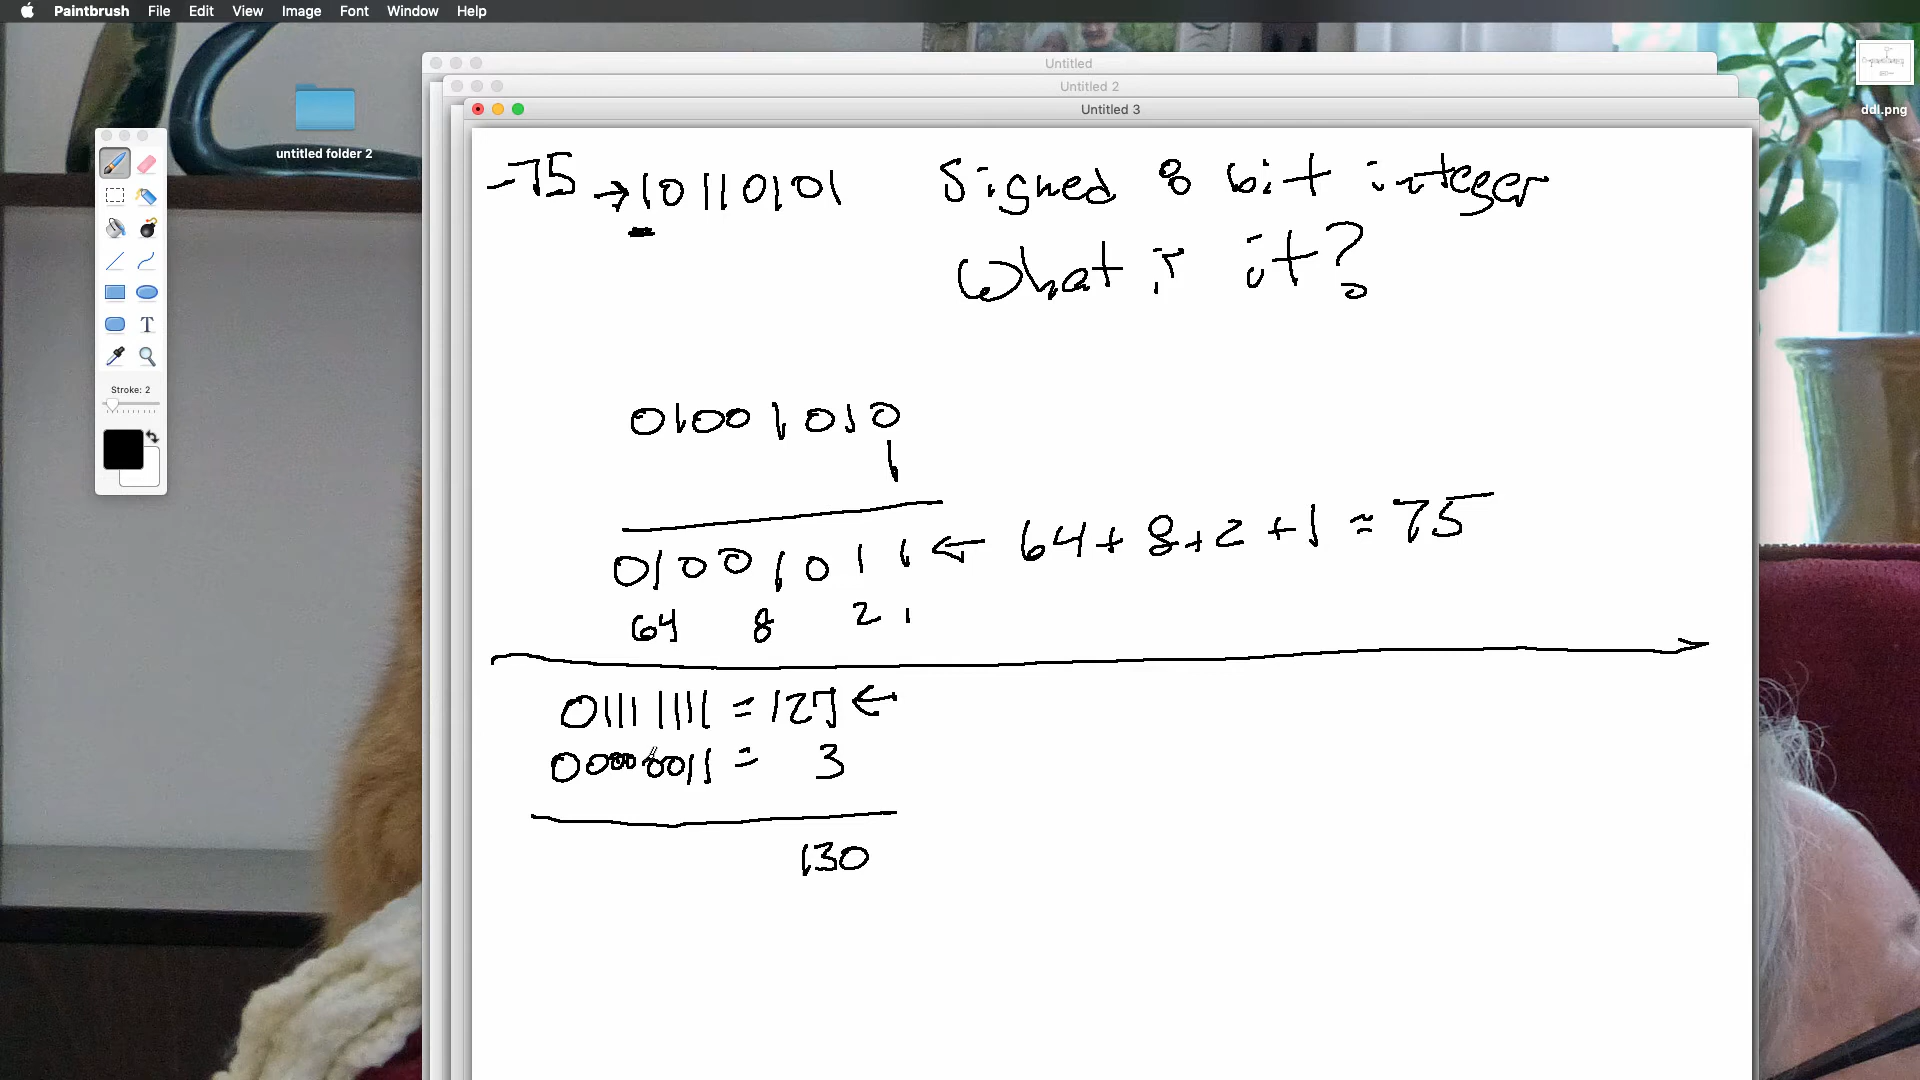 Paintbrush File Edit View Image Font Window Help
Untitled
Untitled 2
Untitled 3
ddl.png
untitled folder 2
Stroke: 2
T
-75 → 10110101 Signed 8 bit integer
What is it?
01001010
1
01001011 ← 64+8+2+1 = 75
64 8 2 1
01111111 = 127 ←
00000011 = 3
130